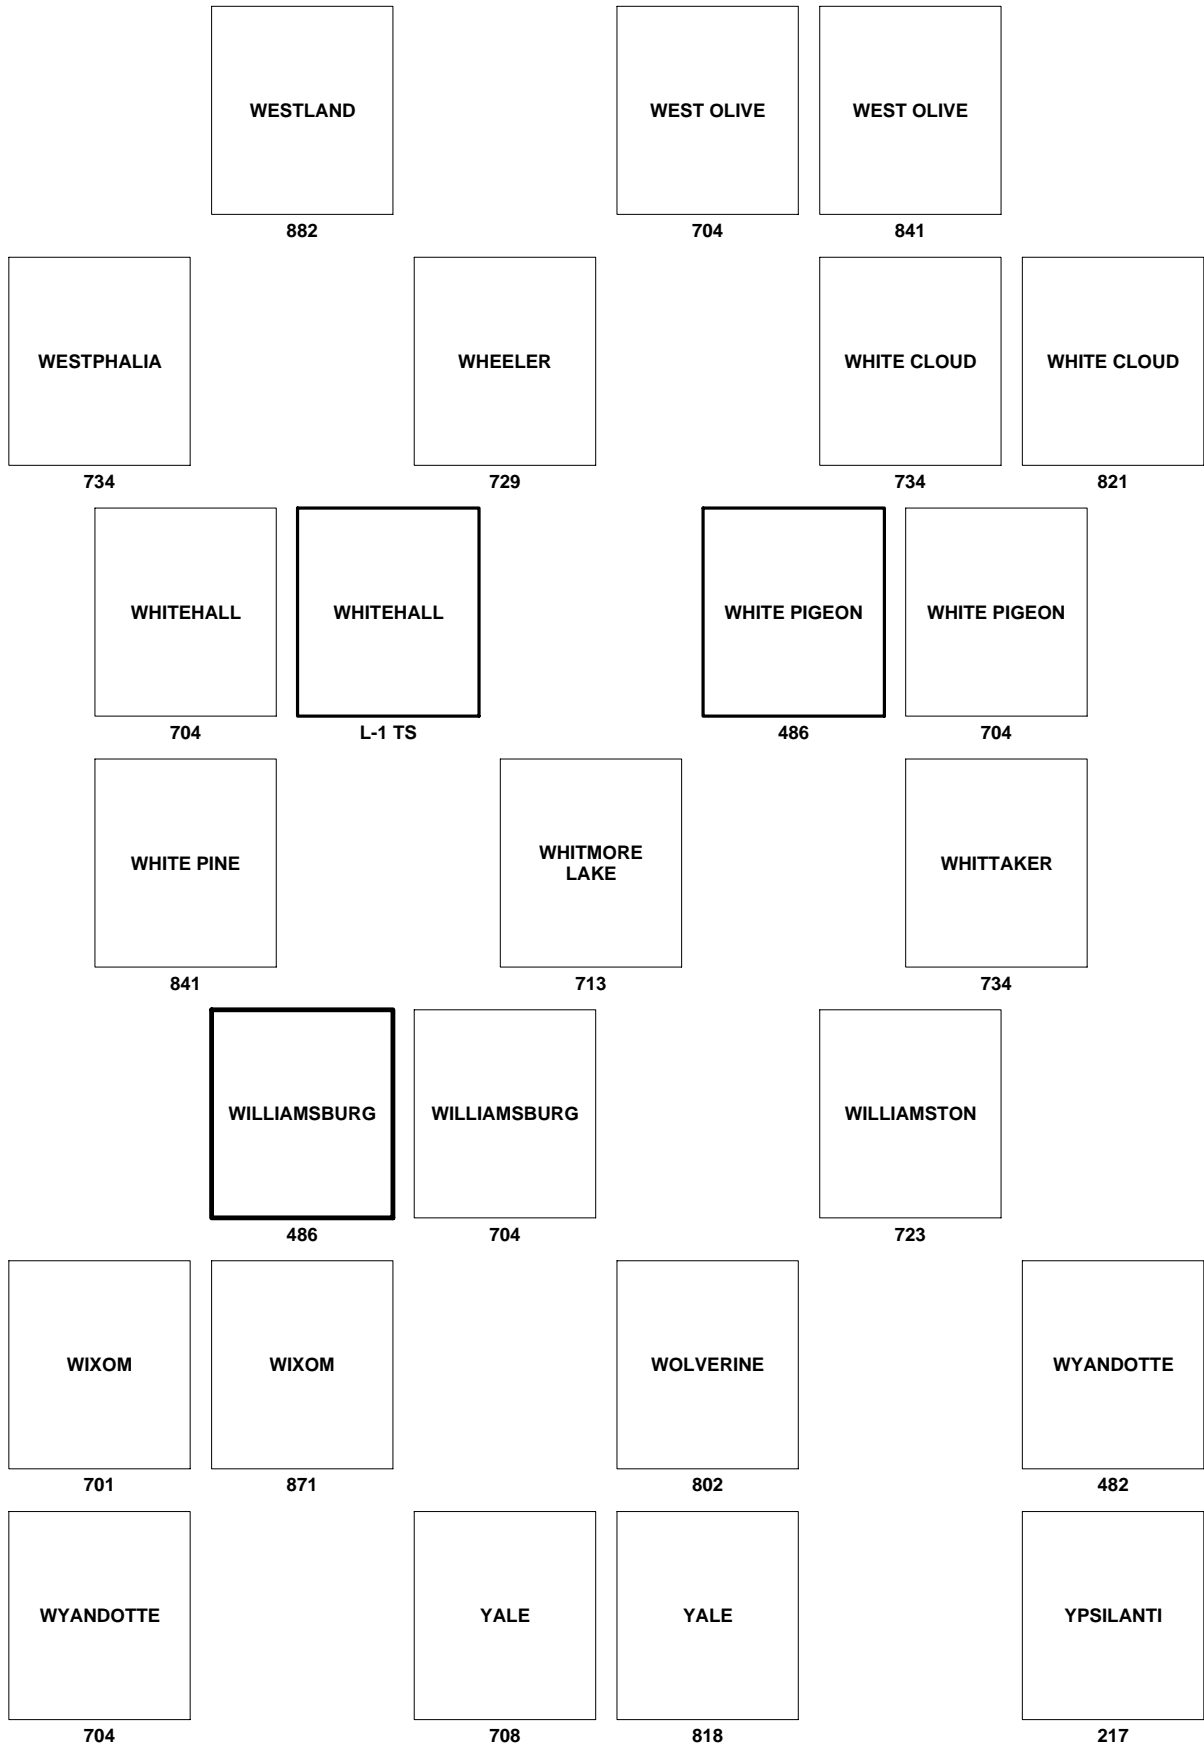 WESTLAND
882
WEST OLIVE
704
WEST OLIVE
841
WESTPHALIA
734
WHEELER
729
WHITE CLOUD
734
WHITE CLOUD
821
WHITEHALL
704
WHITEHALL
L-1 TS
WHITE PIGEON
486
WHITE PIGEON
704
WHITE PINE
841
WHITMORE
LAKE
713
WHITTAKER
734
WILLIAMSBURG
486
WILLIAMSBURG
704
WILLIAMSTON
723
WIXOM
701
WIXOM
871
WOLVERINE
802
WYANDOTTE
482
WYANDOTTE
704
YALE
708
YALE
818
YPSILANTI
217